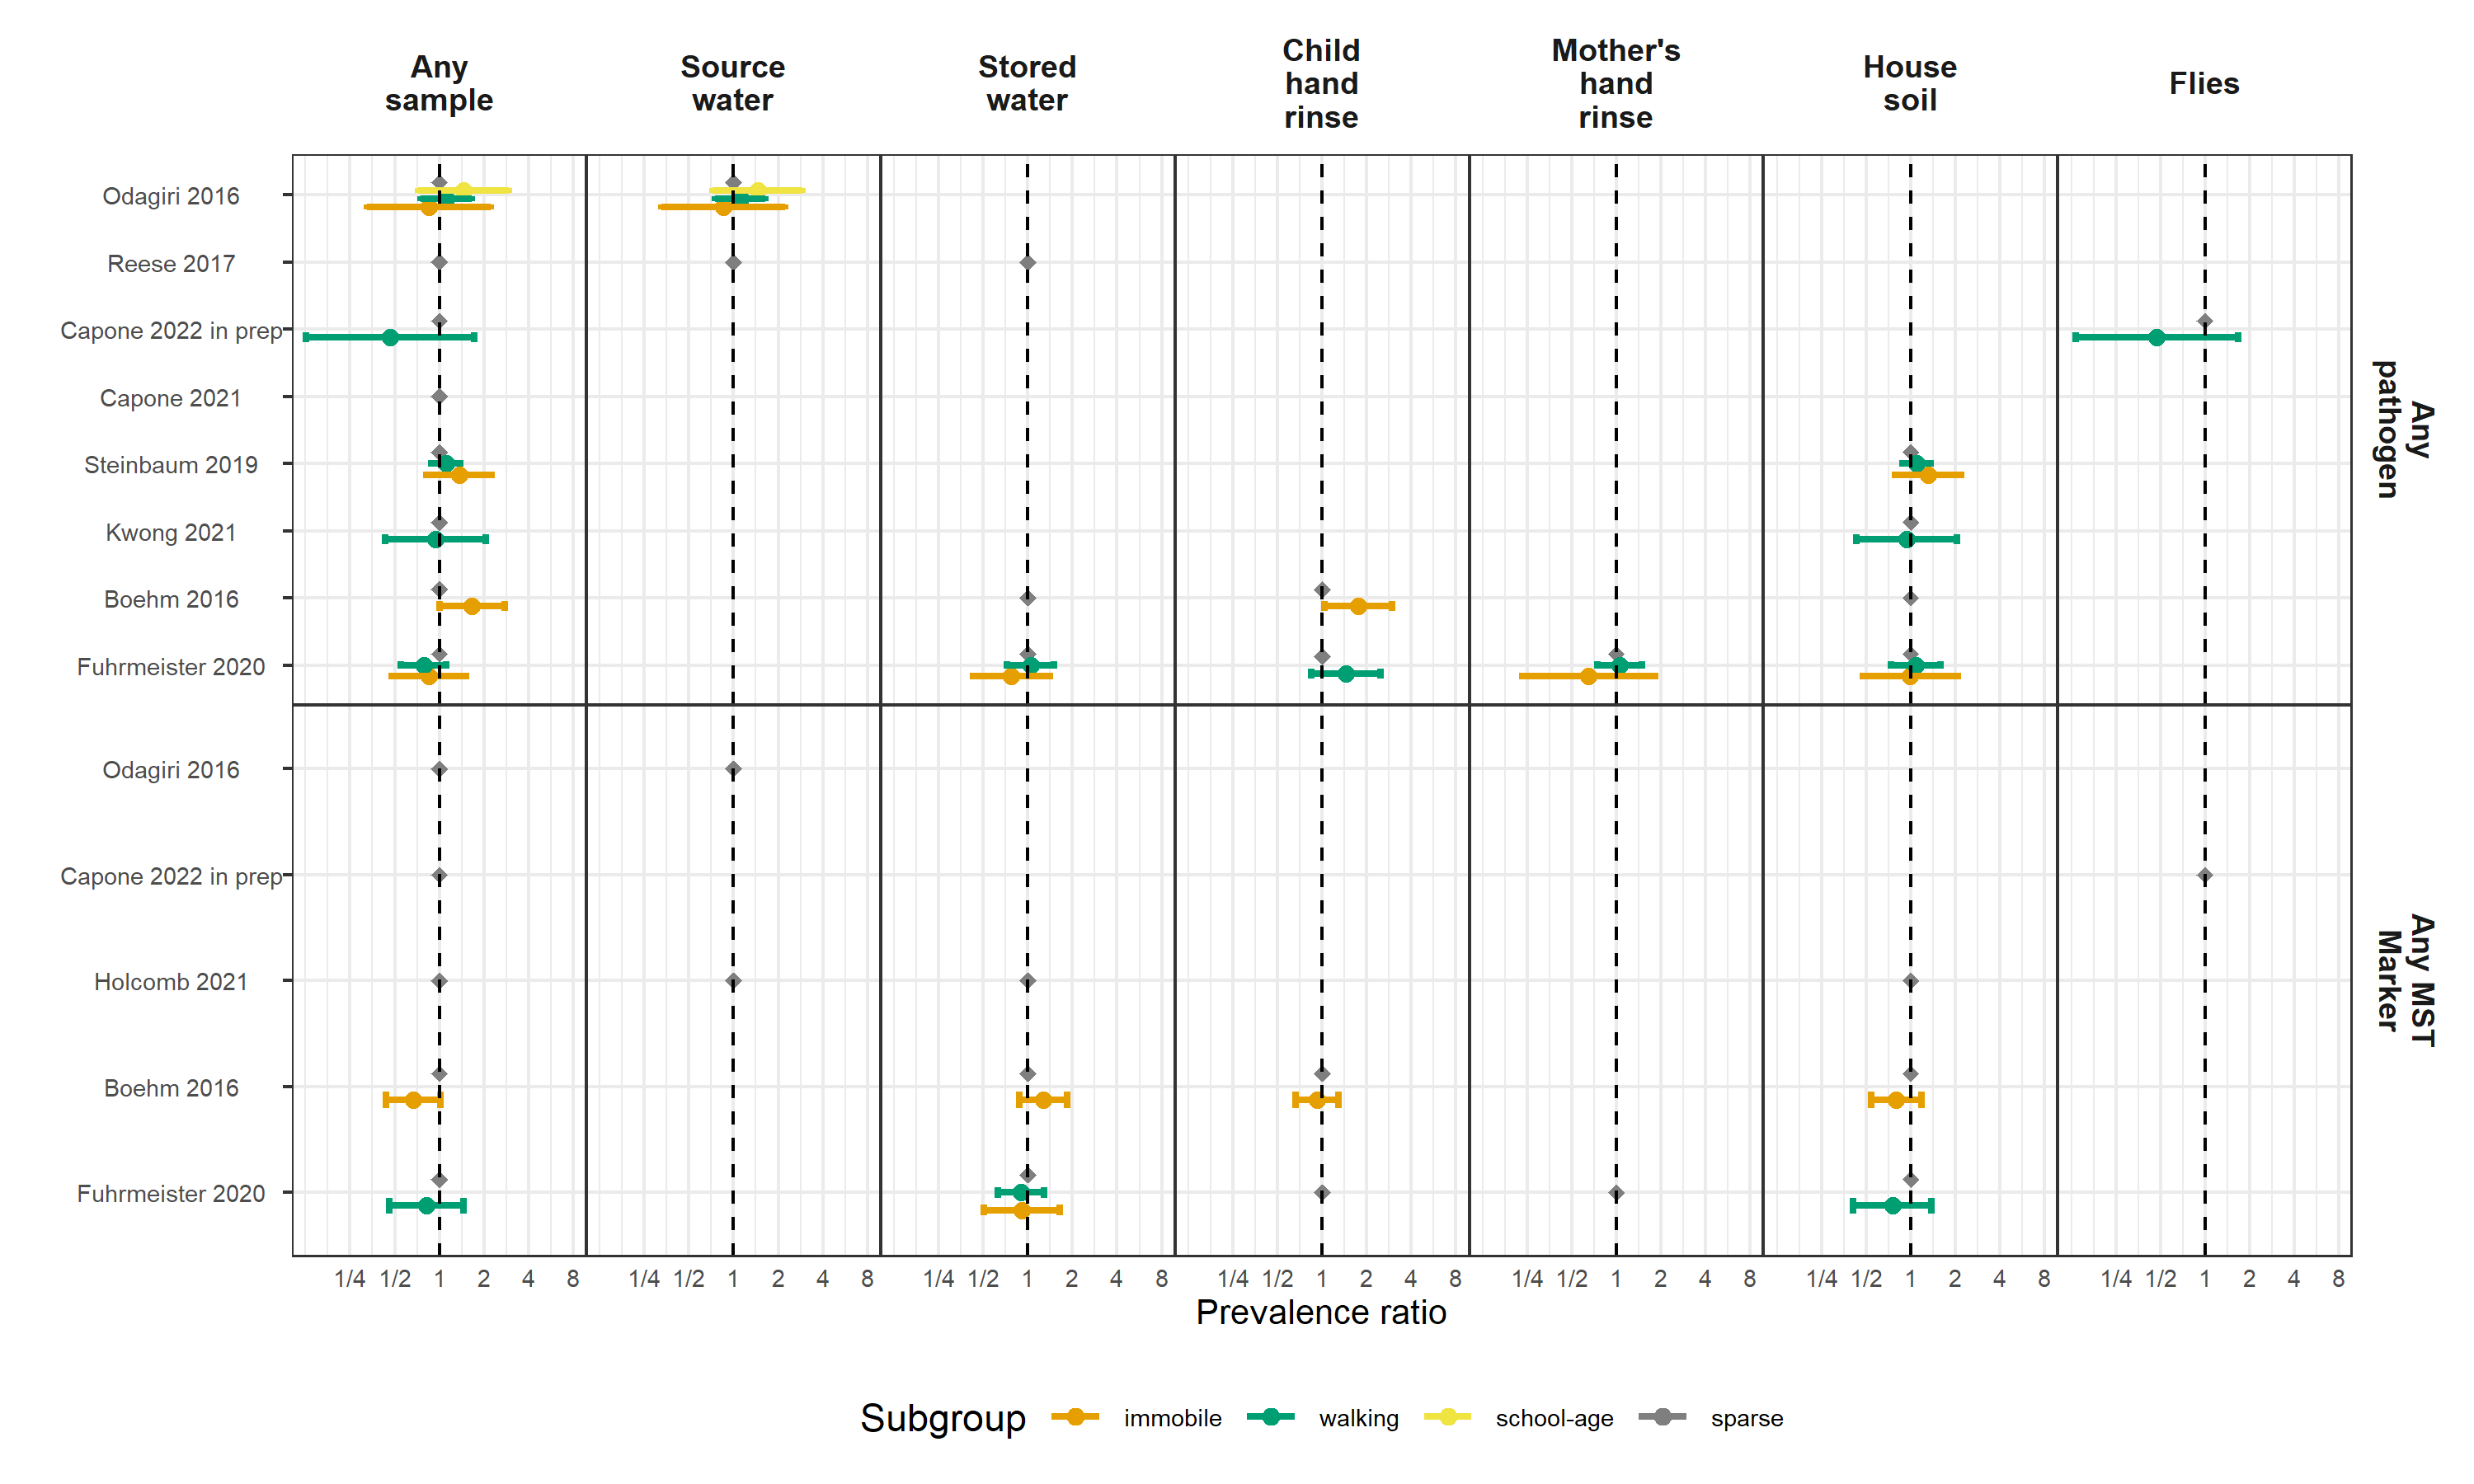 Any
sample
Source
water
Stored
water
Child
hand
rinse
Mother's
hand
rinse
House
soil
Flies
Odagiri 2016
Reese 2017
Capone 2022 in prep
Capone 2021
Steinbaum 2019
Kwong 2021
Boehm 2016
Fuhrmeister 2020
Any
pathogen
Odagiri 2016
Capone 2022 in prep
Holcomb 2021
Boehm 2016
Fuhrmeister 2020
Any MST
Marker
1/4 1/2 1 2 4 8 1/4 1/2 1 2 4 8 1/4 1/2 1 2 4 8 1/4 1/2 1 2 4 8 1/4 1/2 1 2 4 8 1/4 1/2 1 2 4 8 1/4 1/2 1 2 4 8
Prevalence ratio
Subgroup immobile walking school-age sparse